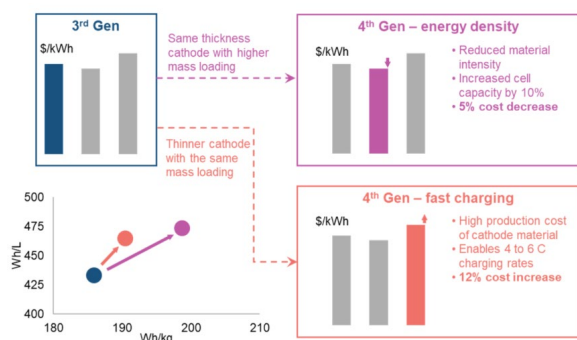 3rd Gen
$/kWh
Same thickness
cathode with higher
mass loading
Thinner cathode
with the same
mass loading
4th Gen – energy density
$/kWh
• Reduced material
intensity
• Increased cell
capacity by 10%
• 5% cost decrease
4th Gen – fast charging
$/kWh
• High production cost
of cathode material
• Enables 4 to 6 C
charging rates
• 12% cost increase
Wh/L
500
475
450
425
400
180
190
200
210
Wh/kg